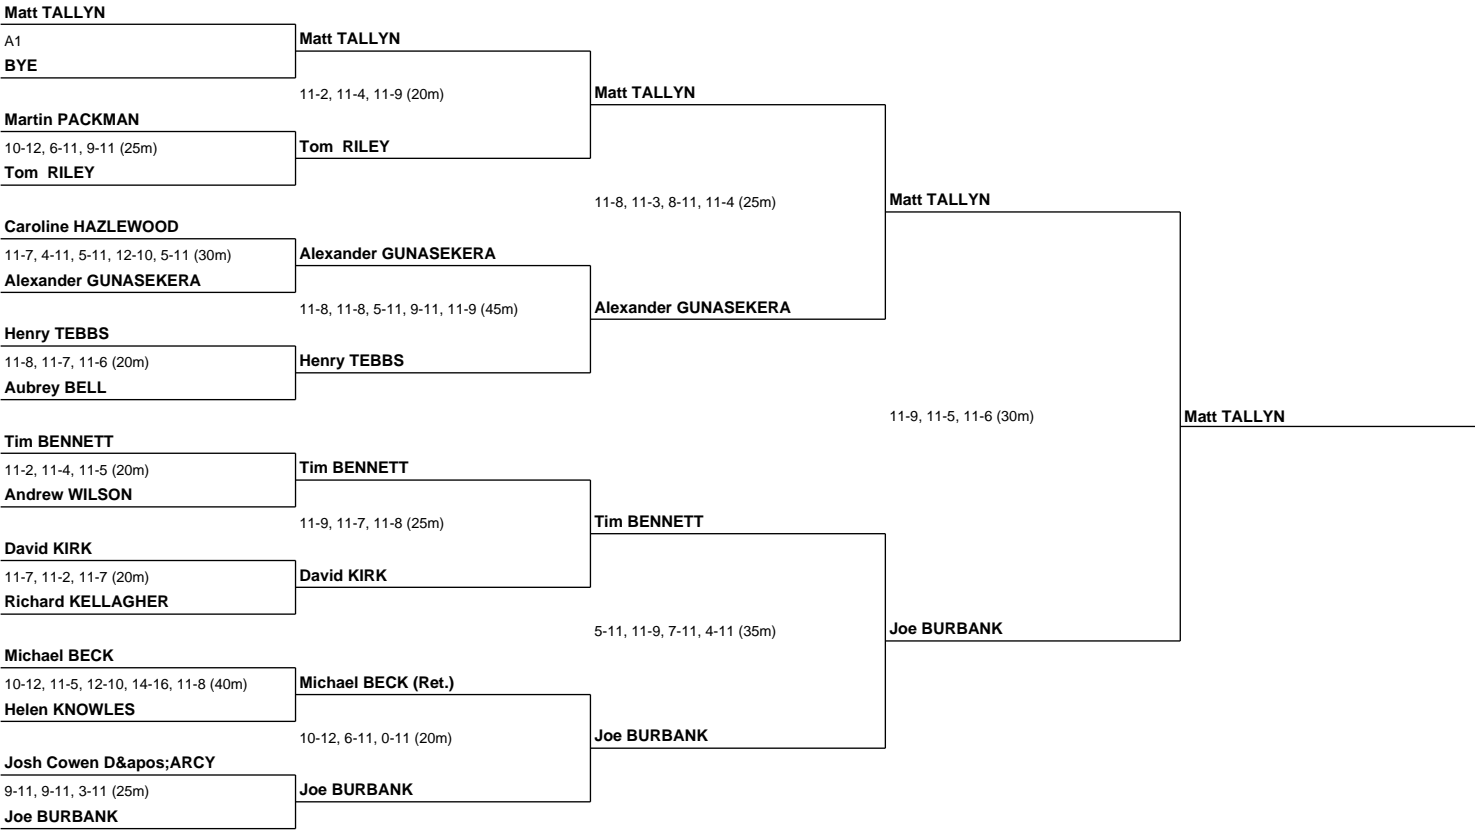 Matt TALLYN
A1
BYE
Martin PACKMAN
10-12, 6-11, 9-11 (25m)
Tom  RILEY
Caroline HAZLEWOOD
11-7, 4-11, 5-11, 12-10, 5-11 (30m)
Alexander GUNASEKERA
Henry TEBBS
11-8, 11-7, 11-6 (20m)
Aubrey BELL
Tim BENNETT
11-2, 11-4, 11-5 (20m)
Andrew WILSON
David KIRK
11-7, 11-2, 11-7 (20m)
Richard KELLAGHER
Michael BECK
10-12, 11-5, 12-10, 14-16, 11-8 (40m)
Helen KNOWLES
Josh Cowen D&apos;ARCY
9-11, 9-11, 3-11 (25m)
Joe BURBANK
Matt TALLYN
11-2, 11-4, 11-9 (20m)
Tom  RILEY
Alexander GUNASEKERA
11-8, 11-8, 5-11, 9-11, 11-9 (45m)
Henry TEBBS
Tim BENNETT
11-9, 11-7, 11-8 (25m)
David KIRK
Michael BECK (Ret.)
10-12, 6-11, 0-11 (20m)
Joe BURBANK
Matt TALLYN
11-8, 11-3, 8-11, 11-4 (25m)
Alexander GUNASEKERA
Tim BENNETT
5-11, 11-9, 7-11, 4-11 (35m)
Joe BURBANK
Matt TALLYN
11-9, 11-5, 11-6 (30m)
Joe BURBANK
Matt TALLYN